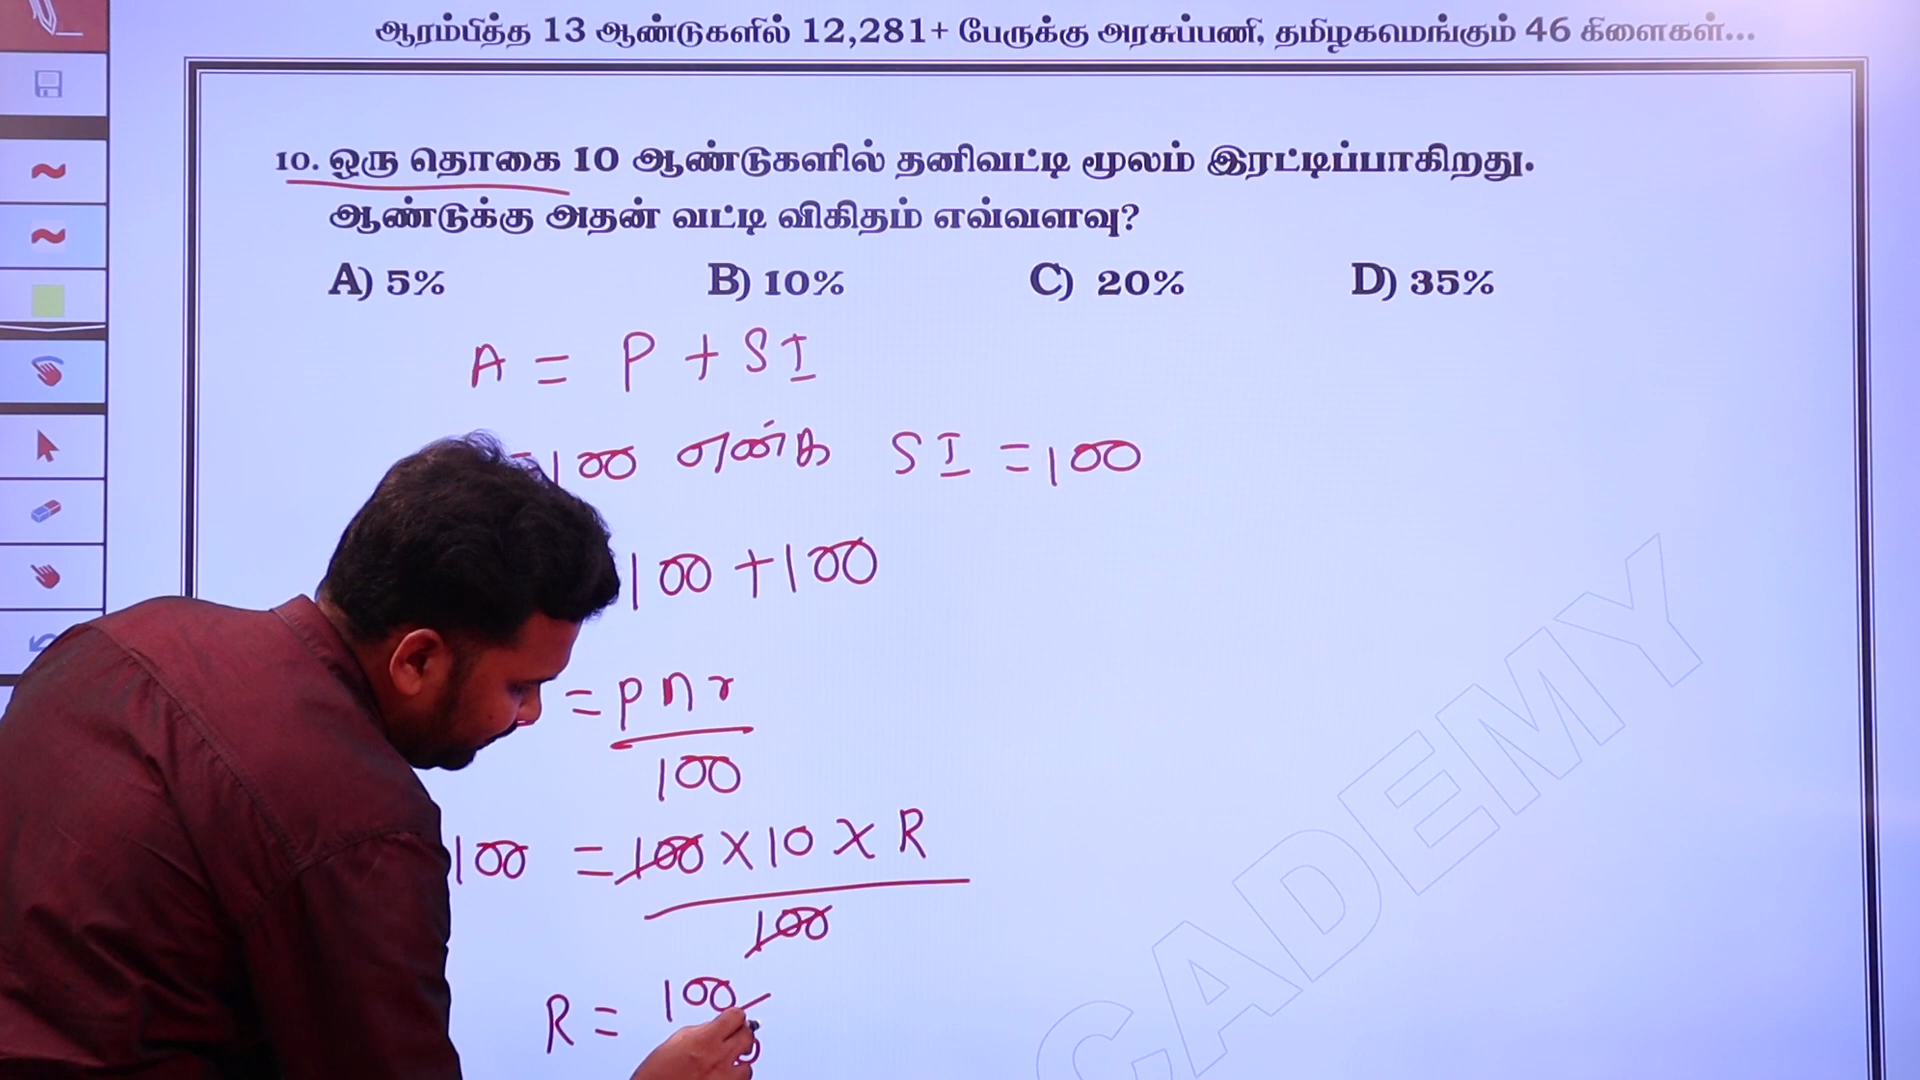 ஆரம்பித்த 13 ஆண்டுகளில் 12,281+ பேருக்கு அரசுப்பணி, தமிழகமெங்கும் 46 கிளைகள்...
10. ஒரு தொகை 10 ஆண்டுகளில் தனிவட்டி மூலம் இரட்டிப்பாகிறது.
ஆண்டுக்கு அதன் வட்டி விகிதம் எவ்வளவு?
A) 5% B) 10% C) 20% D) 35%
A = P + SI
=100 என்க SI =100
100 +100
= pnr
100
100 = 100 X 10 X R
100
R = 100
CADEMY